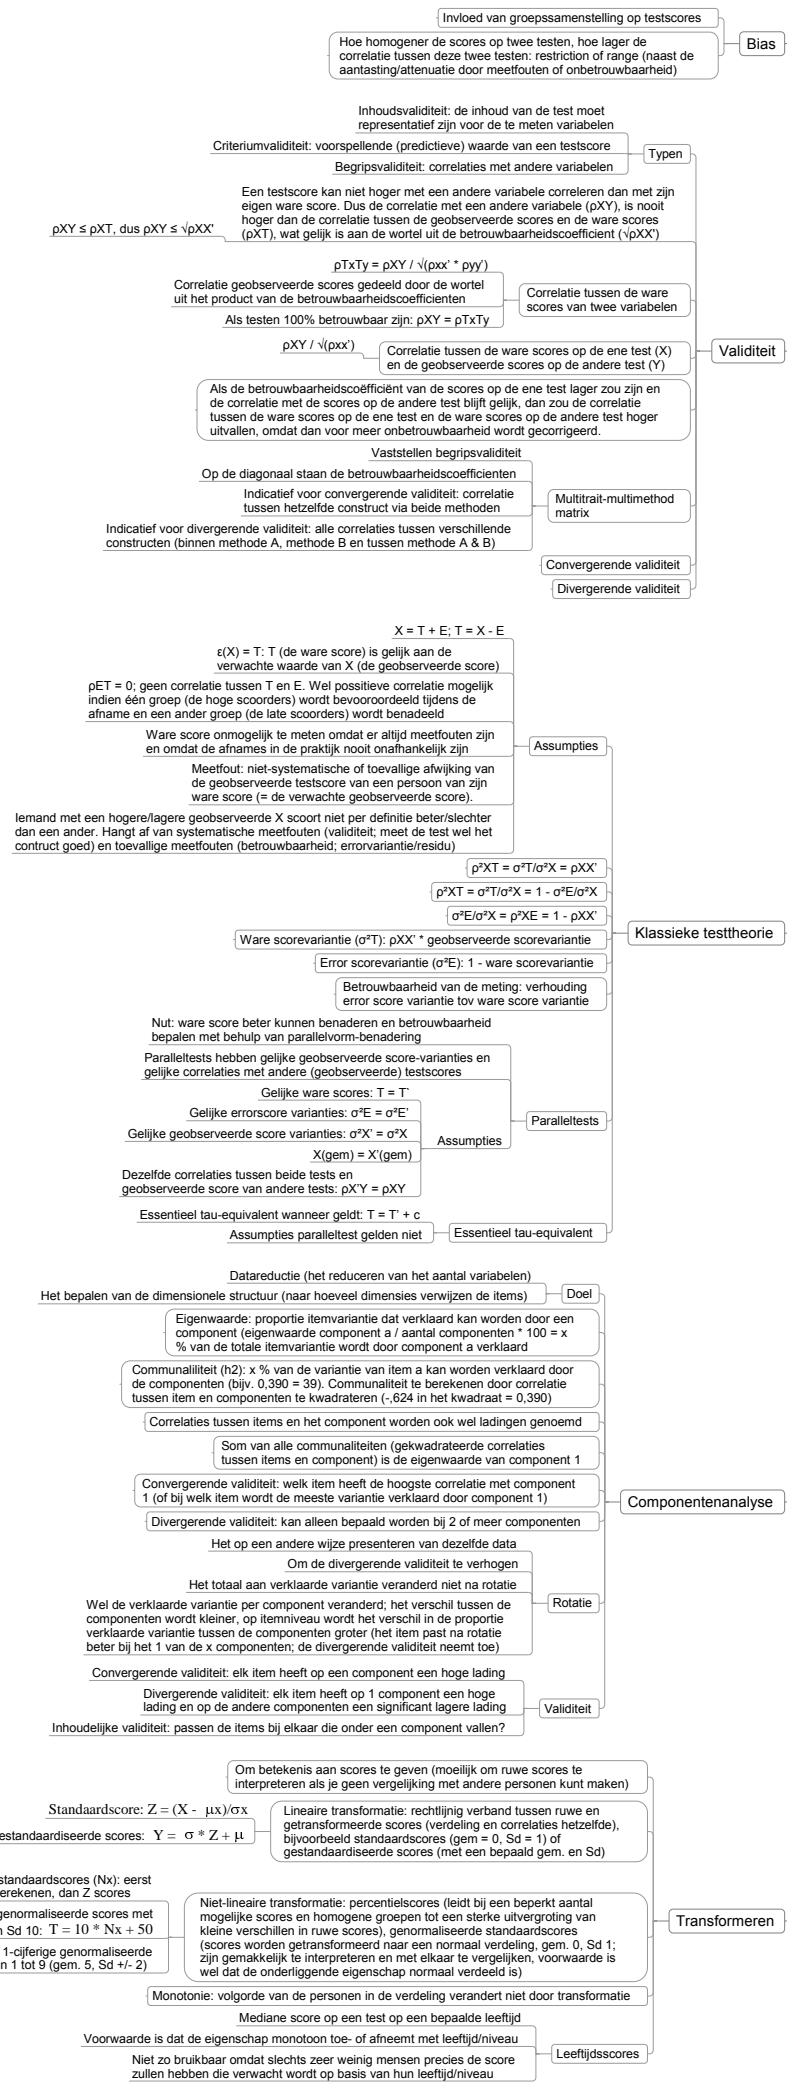 Invloed van groepssamenstelling op testscores
Hoe homogener de scores op twee testen, hoe lager de
correlatie tussen deze twee testen: restriction of range (naast de
aantasting/attenuatie door meetfouten of onbetrouwbaarheid)
Bias
Inhoudsvaliditeit: de inhoud van de test moet
representatief zijn voor de te meten variabelen
Criteriumvaliditeit: voorspellende (predictieve) waarde van een testscore
Begripsvaliditeit: correlaties met andere variabelen
Typen
Een testscore kan niet hoger met een andere variabele correleren dan met zijn
eigen ware score. Dus de correlatie met een andere variabele (ρXY), is nooit
hoger dan de correlatie tussen de geobserveerde scores en de ware scores
(ρXT), wat gelijk is aan de wortel uit de betrouwbaarheidscoefficient (√ρXX')
ρXY ≤ ρXT, dus ρXY ≤ √ρXX'
ρTxTy = ρXY / √(ρxx' * ρyy')
Correlatie geobserveerde scores gedeeld door de wortel
uit het product van de betrouwbaarheidscoefficienten
Als testen 100% betrouwbaar zijn: ρXY = ρTxTy
Correlatie tussen de ware
scores van twee variabelen
ρXY / √(ρxx')
Correlatie tussen de ware scores op de ene test (X)
en de geobserveerde scores op de andere test (Y)
Validiteit
Als de betrouwbaarheidscoëfficiënt van de scores op de ene test lager zou zijn en
de correlatie met de scores op de andere test blijft gelijk, dan zou de correlatie
tussen de ware scores op de ene test en de ware scores op de andere test hoger
uitvallen, omdat dan voor meer onbetrouwbaarheid wordt gecorrigeerd.
Vaststellen begripsvaliditeit
Op de diagonaal staan de betrouwbaarheidscoefficienten
Indicatief voor convergerende validiteit: correlatie
tussen hetzelfde construct via beide methoden
Indicatief voor divergerende validiteit: alle correlaties tussen verschillende
constructen (binnen methode A, methode B en tussen methode A & B)
Multitrait-multimethod
matrix
Convergerende validiteit
Divergerende validiteit
X = T + E; T = X - E
ε(X) = T: T (de ware score) is gelijk aan de
verwachte waarde van X (de geobserveerde score)
ρET = 0; geen correlatie tussen T en E. Wel possitieve correlatie mogelijk
indien één groep (de hoge scoorders) wordt bevooroordeeld tijdens de
afname en een ander groep (de late scoorders) wordt benadeeld
Ware score onmogelijk te meten omdat er altijd meetfouten zijn
en omdat de afnames in de praktijk nooit onafhankelijk zijn
Meetfout: niet-systematische of toevallige afwijking van
de geobserveerde testscore van een persoon van zijn
ware score (= de verwachte geobserveerde score).
Iemand met een hogere/lagere geobserveerde X scoort niet per definitie beter/slechter
dan een ander. Hangt af van systematische meetfouten (validiteit; meet de test wel het
contruct goed) en toevallige meetfouten (betrouwbaarheid; errorvariantie/residu)
Assumpties
ρ²XT = σ²T/σ²X = ρXX'
ρ²XT = σ²T/σ²X = 1 - σ²E/σ²X
σ²E/σ²X = ρ²XE = 1 - ρXX'
Ware scorevariantie (σ²T): ρXX' * geobserveerde scorevariantie
Error scorevariantie (σ²E): 1 - ware scorevariantie
Betrouwbaarheid van de meting: verhouding
error score variantie tov ware score variantie
Klassieke testtheorie
Nut: ware score beter kunnen benaderen en betrouwbaarheid
bepalen met behulp van parallelvorm-benadering
Paralleltests hebben gelijke geobserveerde score-varianties en
gelijke correlaties met andere (geobserveerde) testscores
Gelijke ware scores: T = T`
Gelijke errorscore varianties: σ²E = σ²E'
Gelijke geobserveerde score varianties: σ²X' = σ²X
X(gem) = X'(gem)
Dezelfde correlaties tussen beide tests en
geobserveerde score van andere tests: ρX'Y = ρXY
Assumpties
Paralleltests
Essentieel tau-equivalent wanneer geldt: T = T' + c
Assumpties paralleltest gelden niet
Essentieel tau-equivalent
Datareductie (het reduceren van het aantal variabelen)
Het bepalen van de dimensionele structuur (naar hoeveel dimensies verwijzen de items)
Doel
Eigenwaarde: proportie itemvariantie dat verklaard kan worden door een
component (eigenwaarde component a / aantal componenten * 100 = x
% van de totale itemvariantie wordt door component a verklaard
Communaliliteit (h2): x % van de variantie van item a kan worden verklaard door
de componenten (bijv. 0,390 = 39). Communaliteit te berekenen door correlatie
tussen item en componenten te kwadrateren (-,624 in het kwadraat = 0,390)
Correlaties tussen items en het component worden ook wel ladingen genoemd
Som van alle communaliteiten (gekwadrateerde correlaties
tussen items en component) is de eigenwaarde van component 1
Convergerende validiteit: welk item heeft de hoogste correlatie met component
1 (of bij welk item wordt de meeste variantie verklaard door component 1)
Divergerende validiteit: kan alleen bepaald worden bij 2 of meer componenten
Componentenanalyse
Het op een andere wijze presenteren van dezelfde data
Om de divergerende validiteit te verhogen
Het totaal aan verklaarde variantie veranderd niet na rotatie
Wel de verklaarde variantie per component veranderd; het verschil tussen de
componenten wordt kleiner, op itemniveau wordt het verschil in de proportie
verklaarde variantie tussen de componenten groter (het item past na rotatie
beter bij het 1 van de x componenten; de divergerende validiteit neemt toe)
Rotatie
Convergerende validiteit: elk item heeft op een component een hoge lading
Divergerende validiteit: elk item heeft op 1 component een hoge
lading en op de andere componenten een significant lagere lading
Inhoudelijke validiteit: passen de items bij elkaar die onder een component vallen?
Validiteit
Om betekenis aan scores te geven (moeilijk om ruwe scores te
interpreteren als je geen vergelijking met andere personen kunt maken)
Standaardscore: Z = (X - μx)/σx
estandaardiseerde scores: Y = σ * Z + μ
Lineaire transformatie: rechtlijnig verband tussen ruwe en
getransformeerde scores (verdeling en correlaties hetzelfde),
bijvoorbeeld standaardscores (gem = 0, Sd = 1) of
gestandaardiseerde scores (met een bepaald gem. en Sd)
standaardscores (Nx): eerst
erekenen, dan Z scores
genormaliseerde scores met
n Sd 10: T = 10 * Nx + 50
1-cijferige genormaliseerde
n 1 tot 9 (gem. 5, Sd +/- 2)
Niet-lineaire transformatie: percentielscores (leidt bij een beperkt aantal
mogelijke scores en homogene groepen tot een sterke uitvergroting van
kleine verschillen in ruwe scores), genormaliseerde standaardscores
(scores worden getransformeerd naar een normaal verdeling, gem. 0, Sd 1;
zijn gemakkelijk te interpreteren en met elkaar te vergelijken, voorwaarde is
wel dat de onderliggende eigenschap normaal verdeeld is)
Transformeren
Monotonie: volgorde van de personen in de verdeling verandert niet door transformatie
Mediane score op een test op een bepaalde leeftijd
Voorwaarde is dat de eigenschap monotoon toe- of afneemt met leeftijd/niveau
Niet zo bruikbaar omdat slechts zeer weinig mensen precies de score
zullen hebben die verwacht wordt op basis van hun leeftijd/niveau
Leeftijdsscores